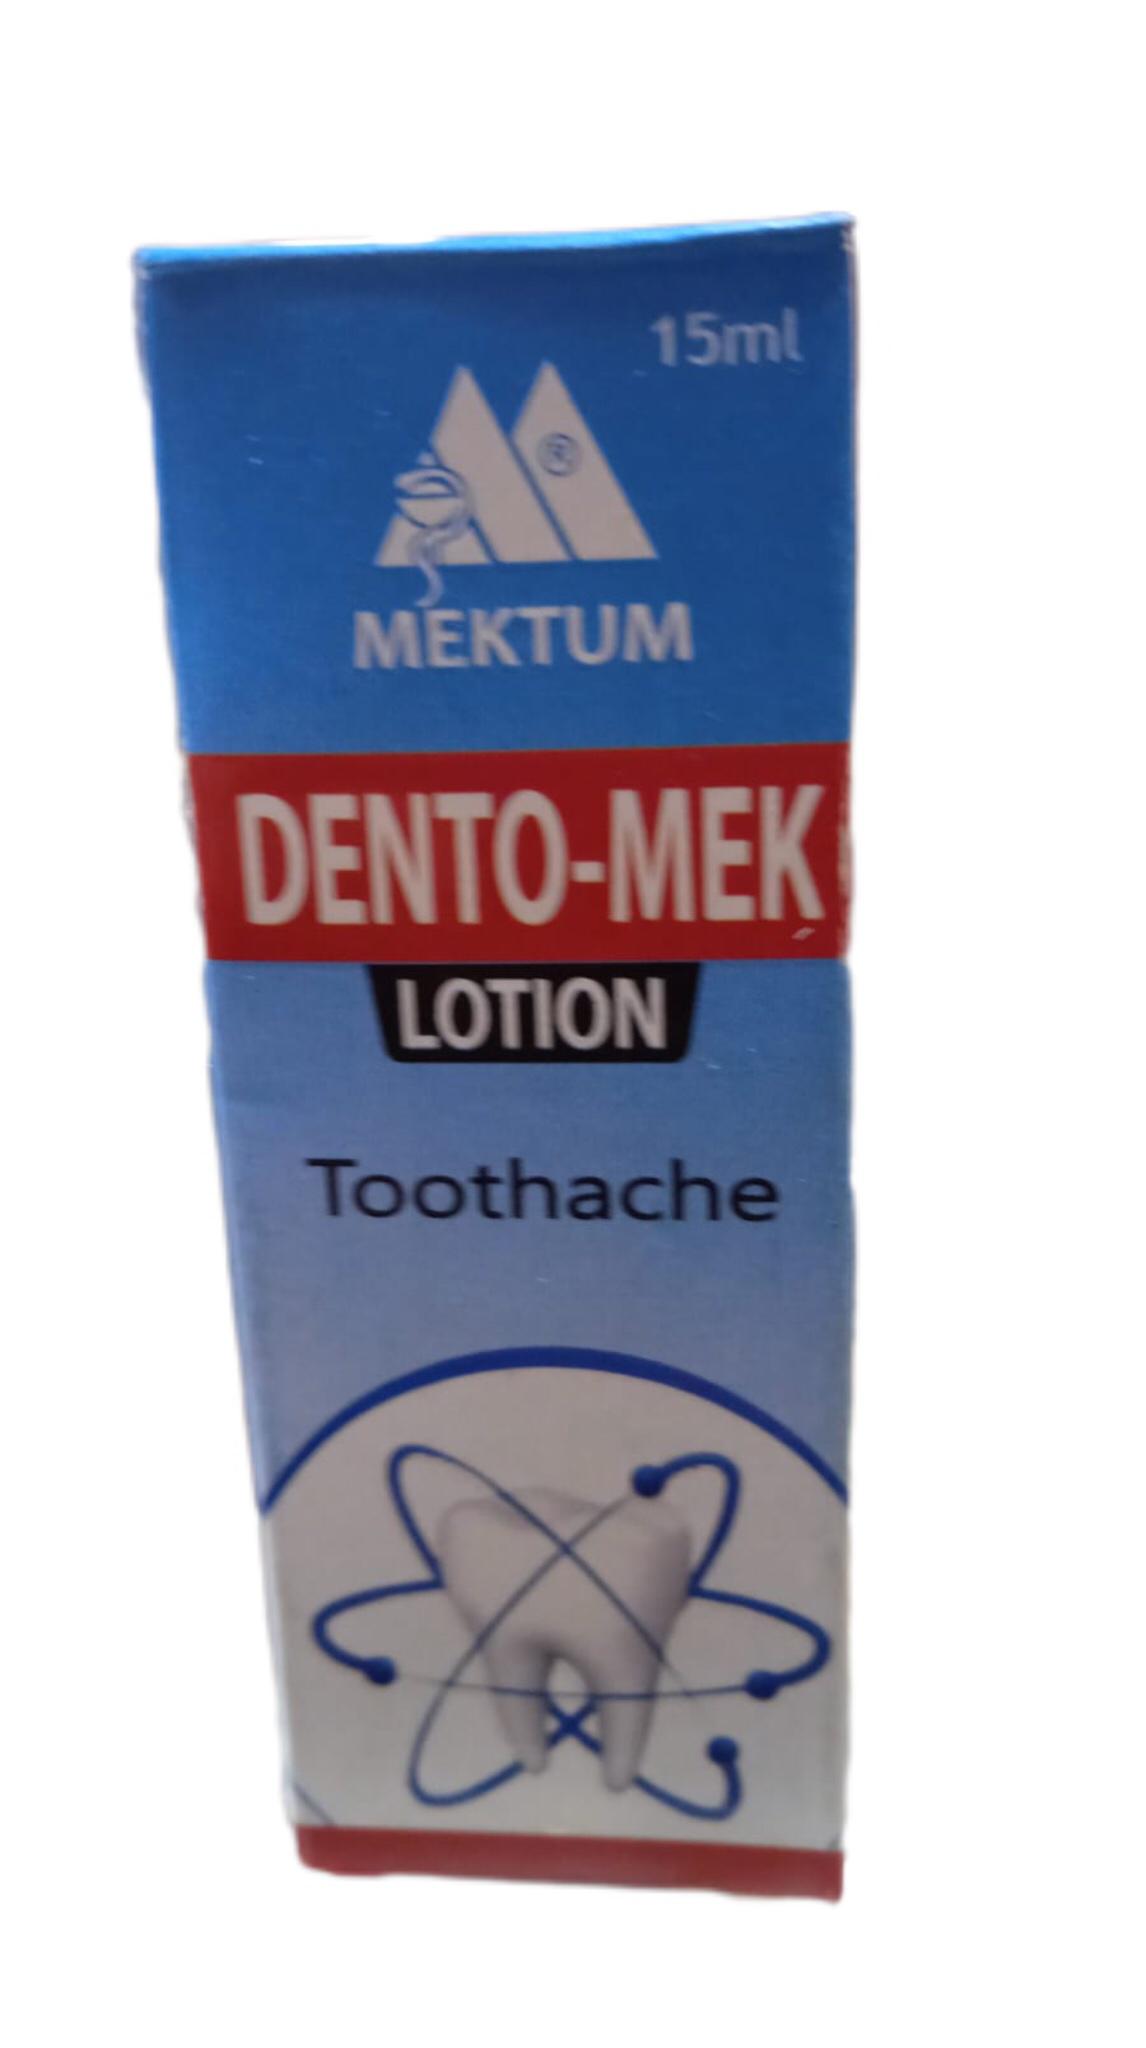 15ml
®
MEKTUM
DENTO-MEK
LOTION
Toothache